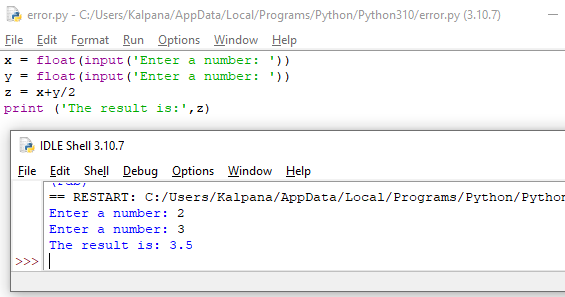 error.py - C:/Users/Kalpana/AppData/Local/Programs/Python/Python310/error.py (3.10.7)
File Edit Format Run Options Window Help
x = float(input('Enter a number: '))
y = float(input('Enter a number: '))
z = x+y/2
print ('The result is:',z)
IDLE Shell 3.10.7
File Edit Shell Debug Options Window Help
== RESTART: C:/Users/Kalpana/AppData/Local/Programs/Python/Python
Enter a number: 2
Enter a number: 3
The result is: 3.5
>>>